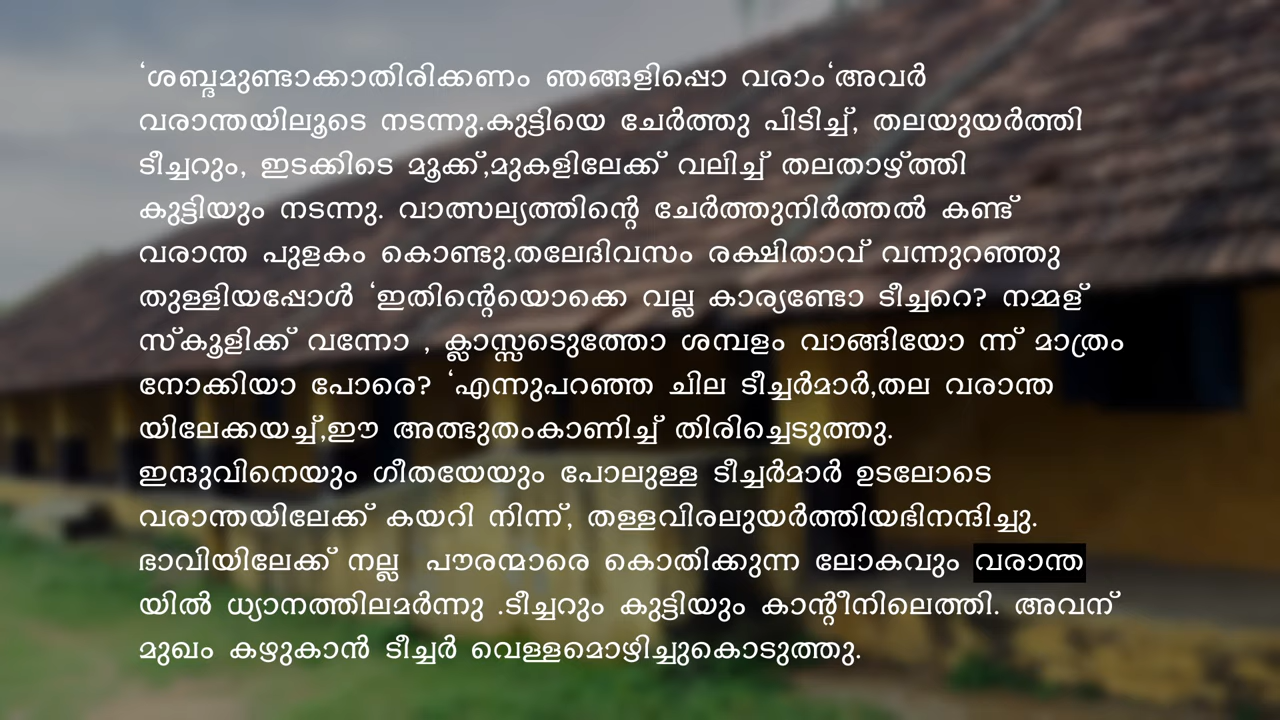 ‘ശബ്ദമുണ്ടാക്കാതിരിക്കണം ഞങ്ങളിപ്പൊ വരാം‘അവർ
വരാന്തയിലൂടെ നടന്നു.കുട്ടിയെ ചേർത്തു പിടിച്ച്, തലയുയർത്തി
ടീച്ചറും, ഇടക്കിടെ മൂക്ക്,മുകളിലേക്ക് വലിച്ച് തലതാഴ്ത്തി
കുട്ടിയും നടന്നു. വാത്സല്യത്തിന്റെ ചേർത്തുനിർത്തൽ കണ്ട്
വരാന്ത പുളകം കൊണ്ടു.തലേദിവസം രക്ഷിതാവ് വന്നുറഞ്ഞു
തുള്ളിയപ്പോൾ ‘ഇതിന്റെയൊക്കെ വല്ല കാര്യണ്ടോ ടീച്ചറെ? നമ്മള്
സ്കൂളിക്ക് വന്നോ , ക്ലാസ്സടെുത്തോ ശമ്പളം വാങ്ങിയോ ന്ന് മാത്രം
നോക്കിയാ പോരെ? ‘എന്നുപറഞ്ഞ ചില ടീച്ചർമാർ,തല വരാന്ത
യിലേക്കയച്ച്,ഈ അത്ഭുതംകാണിച്ച് തിരിച്ചെടുത്തു.
ഇന്ദുവിനെയും ഗീതയേയും പോലുള്ള ടീച്ചർമാർ ഉടലോടെ
വരാന്തയിലേക്ക് കയറി നിന്ന്, തള്ളവിരലുയർത്തിയഭിനന്ദിച്ചു.
ഭാവിയിലേക്ക് നല്ല  പൗരന്മാരെ കൊതിക്കുന്ന ലോകവും വരാന്ത
യിൽ ധ്യാനത്തിലമർന്നു .ടീച്ചറും കുട്ടിയും കാന്റീനിലെത്തി. അവന്
മുഖം കഴുകാൻ ടീച്ചർ വെള്ളമൊഴിച്ചുകൊടുത്തു.